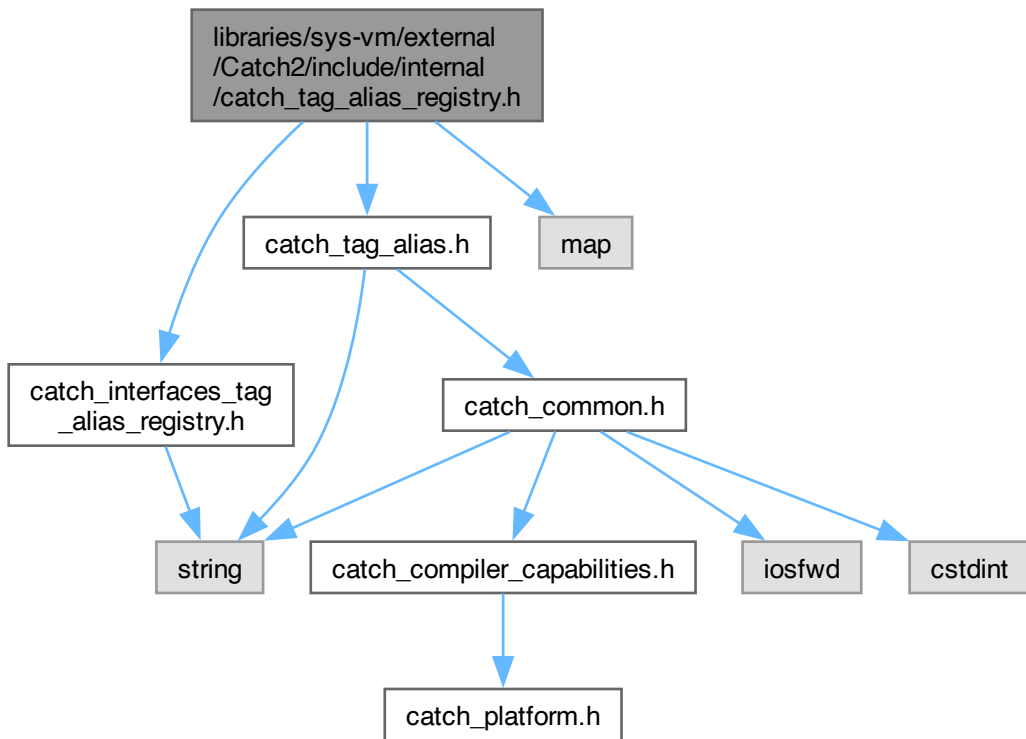 libraries/sys-vm/external
/Catch2/include/internal
/catch_tag_alias_registry.h
catch_tag_alias.h
map
catch_interfaces_tag
_alias_registry.h
catch_common.h
string
catch_compiler_capabilities.h
iosfwd
cstdint
catch_platform.h